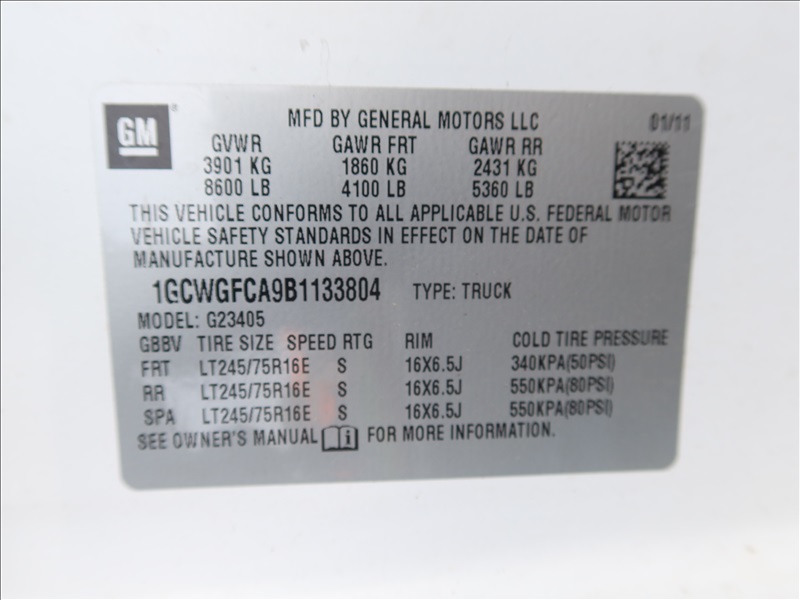 GM ®
MFD BY GENERAL MOTORS LLC 01/11
GVWR GAWR FRT GAWR RR
3901 KG 1860 KG 2431 KG
8600 LB 4100 LB 5360 LB
THIS VEHICLE CONFORMS TO ALL APPLICABLE U.S. FEDERAL MOTOR
VEHICLE SAFETY STANDARDS IN EFFECT ON THE DATE OF
MANUFACTURE SHOWN ABOVE.
1GCWGFCA9B1133804 TYPE: TRUCK
MODEL: G23405
GBBV TIRE SIZE SPEED RTG RIM COLD TIRE PRESSURE
FRT LT245/75R16E S 16X6.5J 340KPA(50PSI)
RR LT245/75R16E S 16X6.5J 550KPA(80PSI)
SPA LT245/75R16E S 16X6.5J 550KPA(80PSI)
SEE OWNER'S MANUAL i FOR MORE INFORMATION.